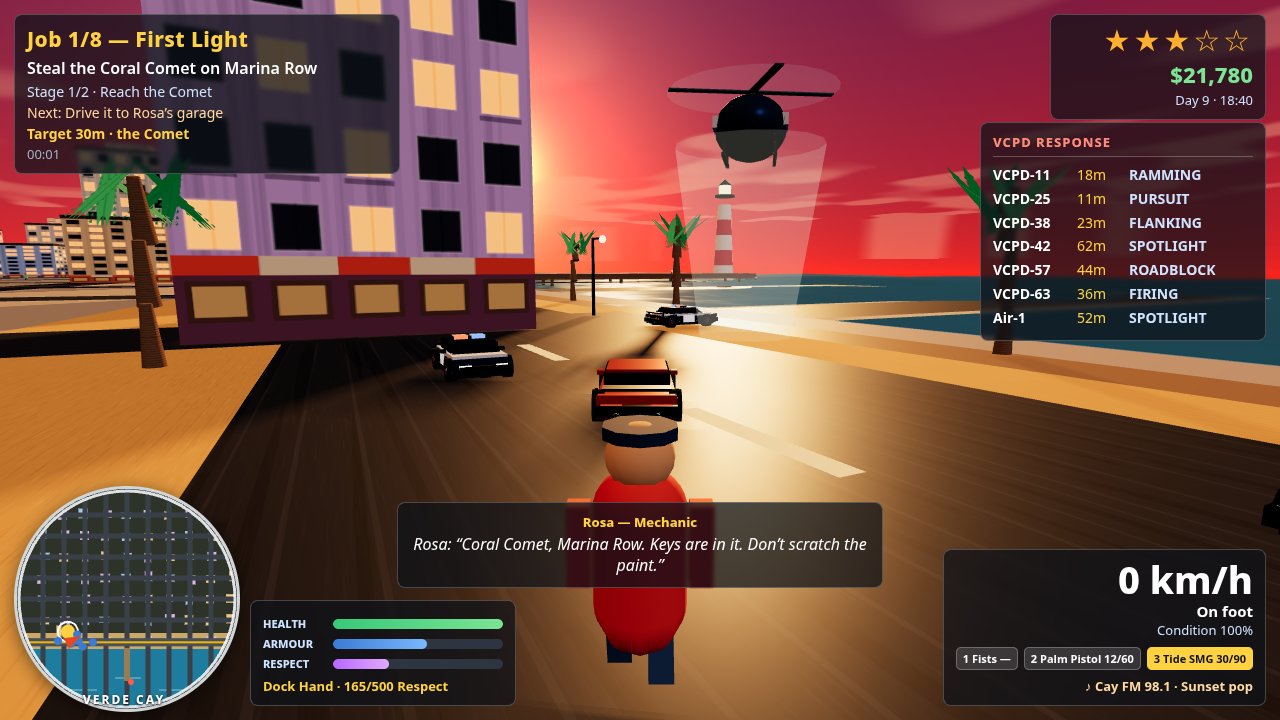 Job 1/8 — First Light
Steal the Coral Comet on Marina Row
Stage 1/2 · Reach the Comet
Next: Drive it to Rosa’s garage
Target 30m · the Comet
00:01
★★★☆☆
$21,780
Day 9 · 18:40
VCPD RESPONSE
VCPD-11 18m RAMMING
VCPD-25 11m PURSUIT
VCPD-38 23m FLANKING
VCPD-42 62m SPOTLIGHT
VCPD-57 44m ROADBLOCK
VCPD-63 36m FIRING
Air-1 52m SPOTLIGHT
Rosa — Mechanic
Rosa: “Coral Comet, Marina Row. Keys are in it. Don’t scratch the
paint.”
VERDE CAY
HEALTH
ARMOUR
RESPECT
Dock Hand · 165/500 Respect
0 km/h
On foot
Condition 100%
1 Fists — 2 Palm Pistol 12/60 3 Tide SMG 30/90
♪ Cay FM 98.1 · Sunset pop